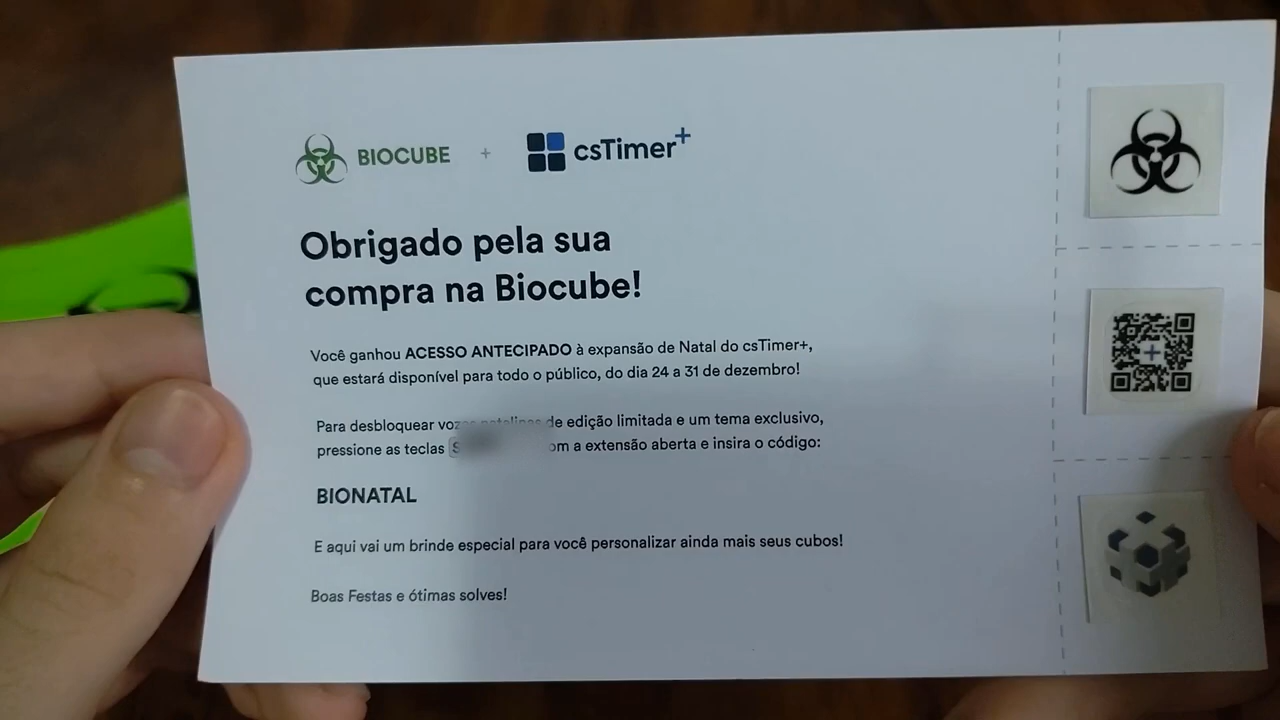 BIOCUBE + csTimer+
Obrigado pela sua
compra na Biocube!
Você ganhou ACESSO ANTECIPADO à expansão de Natal do csTimer+,
que estará disponível para todo o público, do dia 24 a 31 de dezembro!
Para desbloquear vozes natalinas de edição limitada e um tema exclusivo,
pressione as teclas S om a extensão aberta e insira o código:
BIONATAL
E aqui vai um brinde especial para você personalizar ainda mais seus cubos!
Boas Festas e ótimas solves!